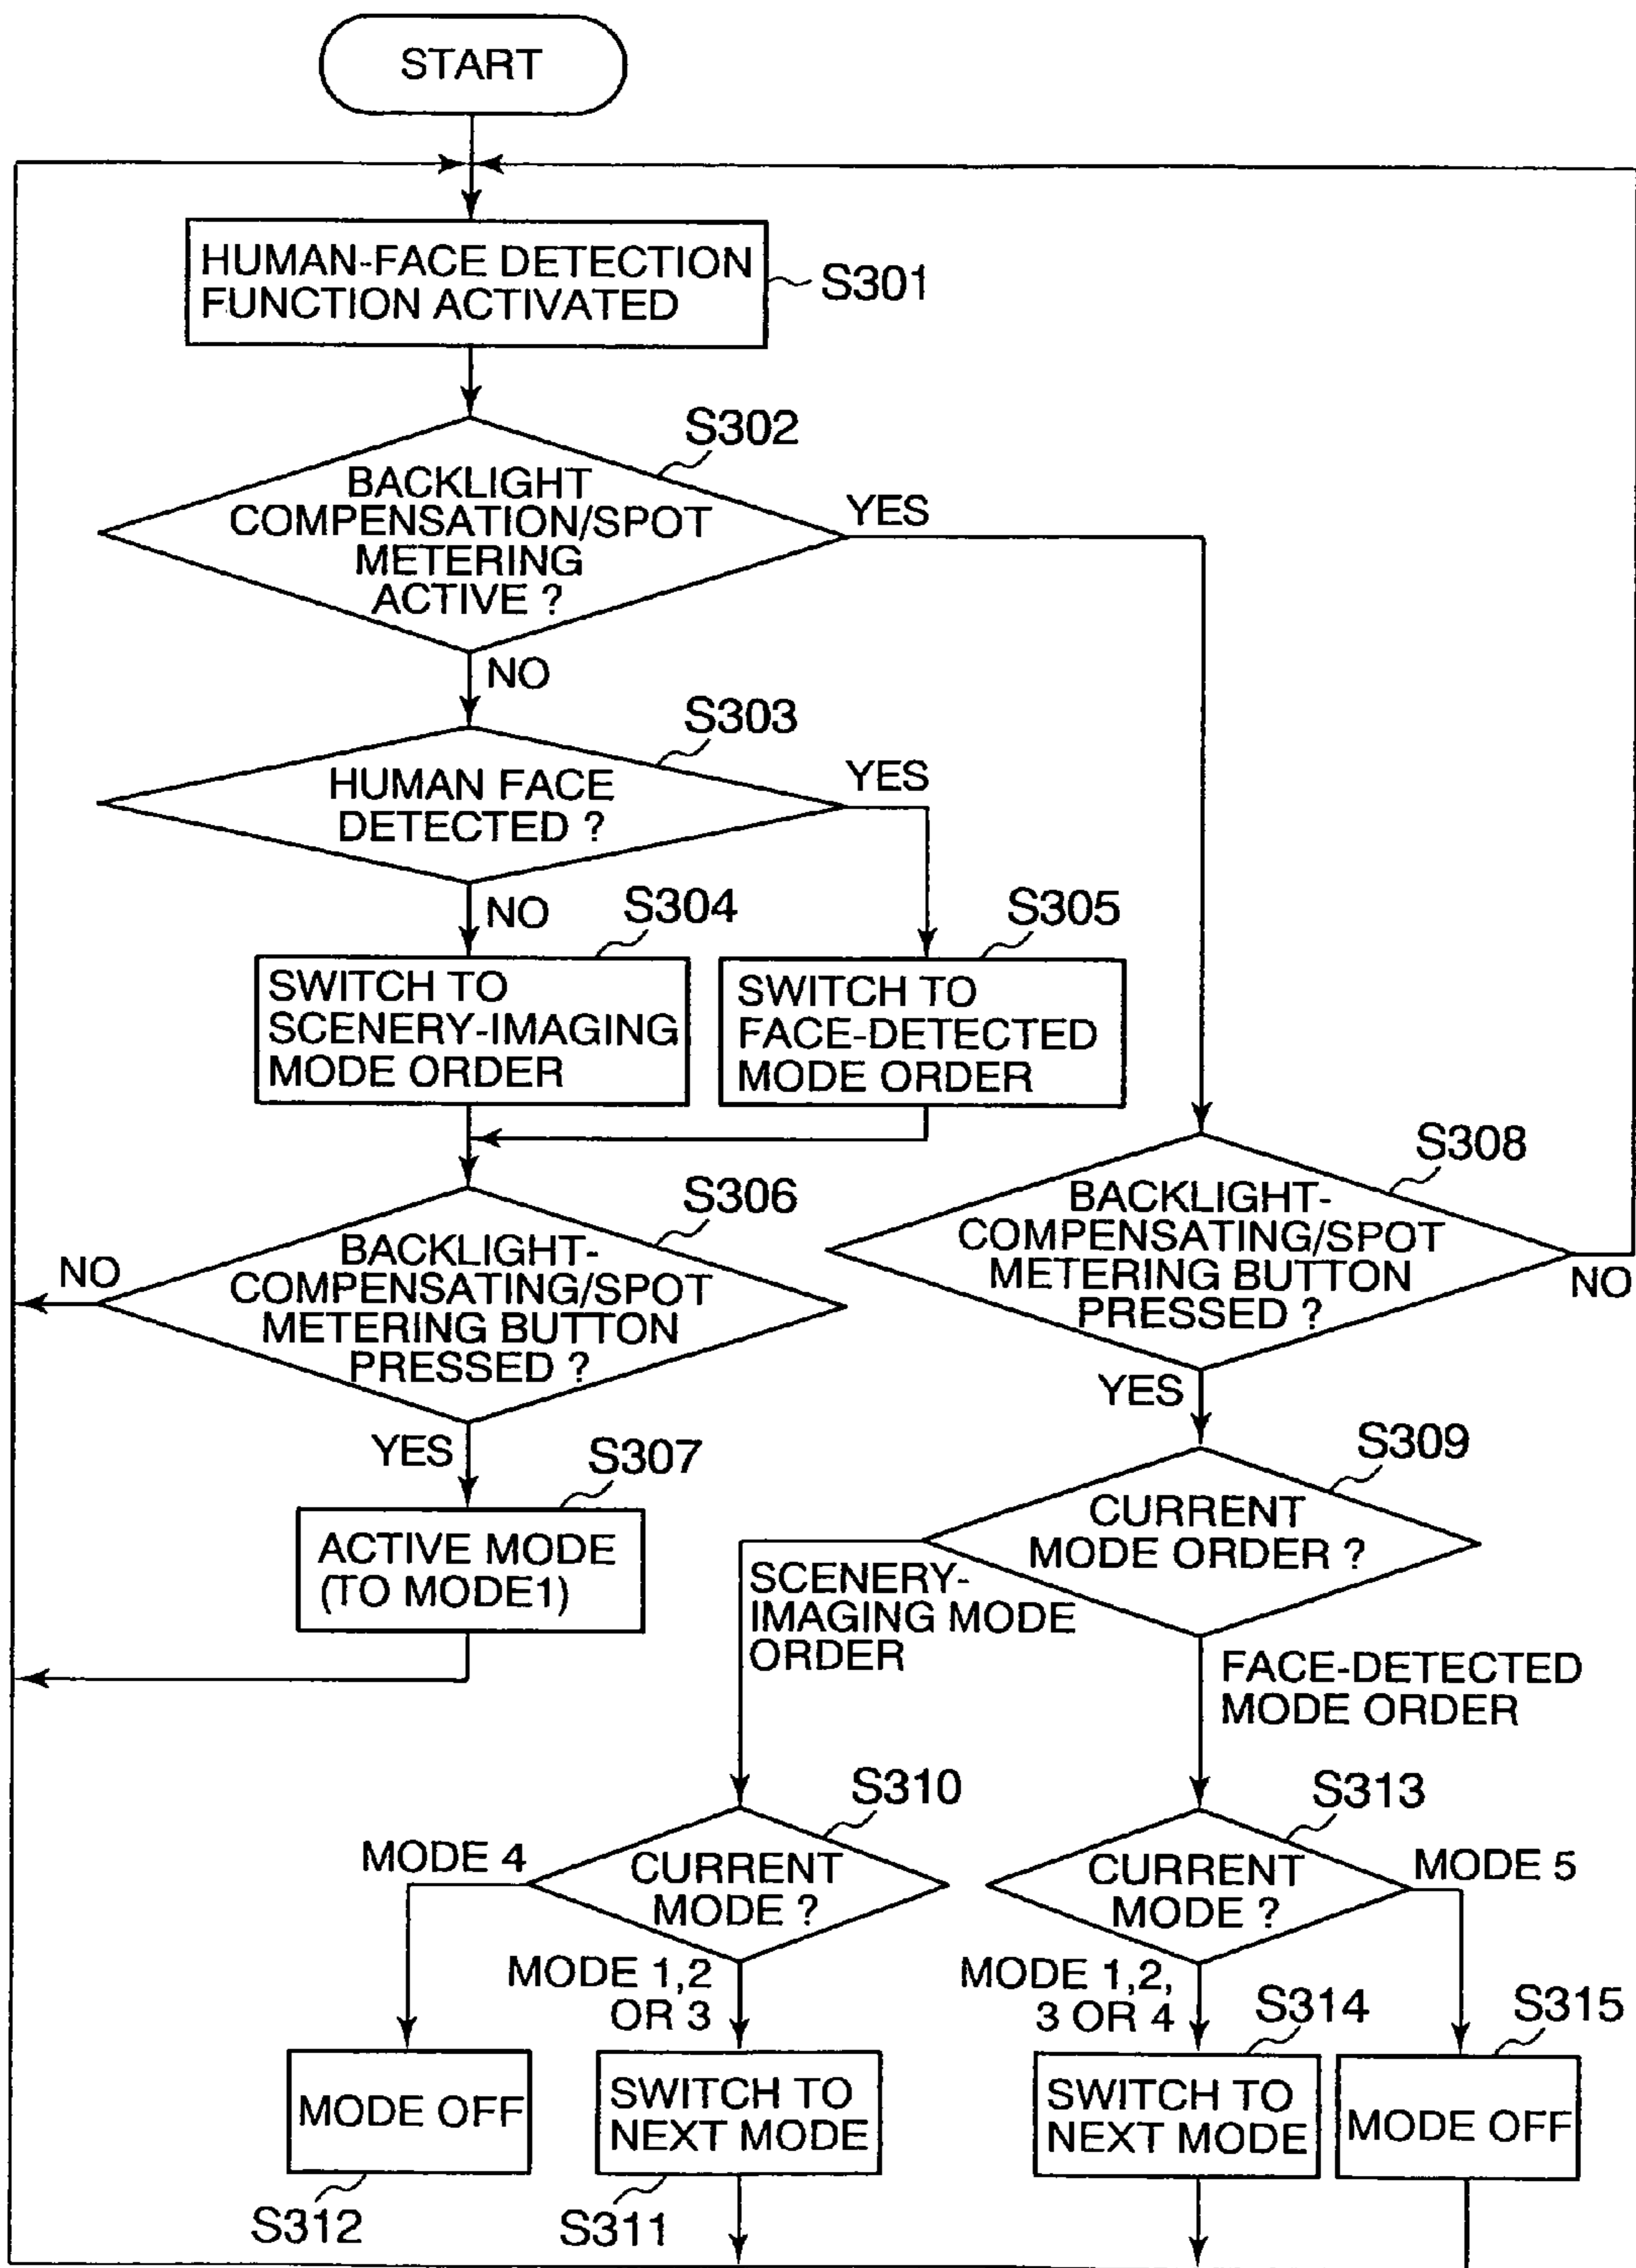 START
HUMAN-FACE DETECTION
FUNCTION ACTIVATED
S301
S302
BACKLIGHT
COMPENSATION/SPOT
METERING
ACTIVE ?
YES
NO
S303
HUMAN FACE
DETECTED ?
YES
NO
S304
SWITCH TO
SCENERY-IMAGING
MODE ORDER
S305
SWITCH TO
FACE-DETECTED
MODE ORDER
S306
BACKLIGHT-
COMPENSATING/SPOT
METERING BUTTON
PRESSED ?
NO
YES
S307
ACTIVE MODE
(TO MODE1)
S308
BACKLIGHT-
COMPENSATING/SPOT
METERING BUTTON
PRESSED ?
NO
YES
S309
CURRENT
MODE ORDER ?
SCENERY-
IMAGING MODE
ORDER
FACE-DETECTED
MODE ORDER
S310
CURRENT
MODE ?
MODE 4
MODE 1,2
OR 3
S313
CURRENT
MODE ?
MODE 5
MODE 1,2,
3 OR 4
MODE OFF
S312
SWITCH TO
NEXT MODE
S311
S314
SWITCH TO
NEXT MODE
S315
MODE OFF